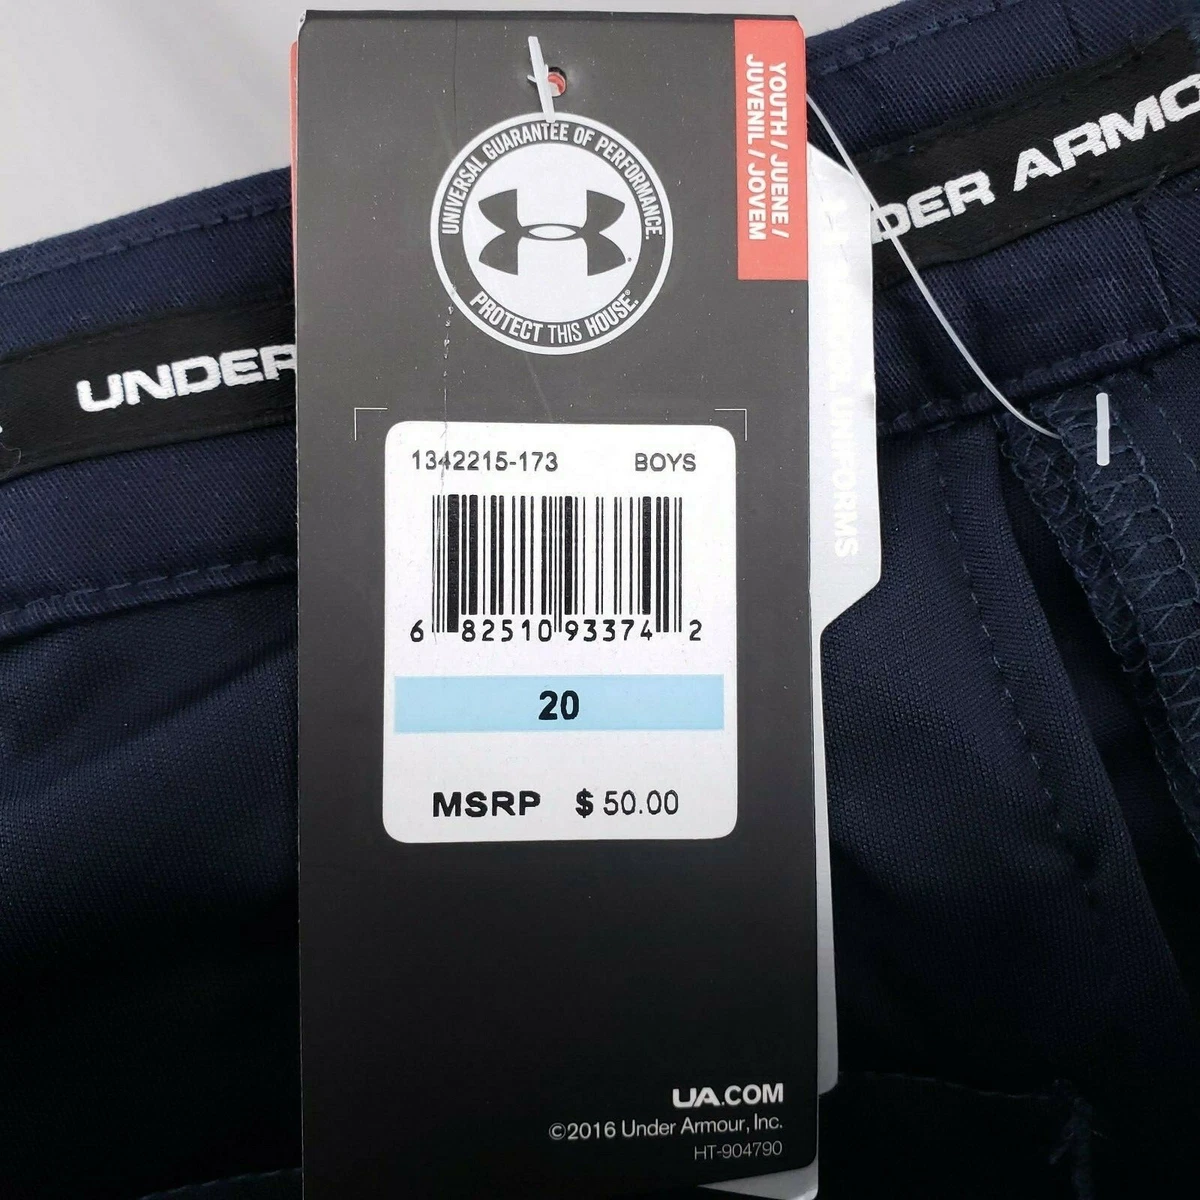 UNIVERSAL GUARANTEE OF PERFORMANCE.
PROTECT THIS HOUSE.®
YOUTH / JUENE /
JUVENIL / JOVEM
UNDER
DER ARMO
UNIFORMS
1342215-173 BOYS
6 82510 93374 2
20
MSRP $ 50.00
UA.COM
©2016 Under Armour, Inc.
HT-904790